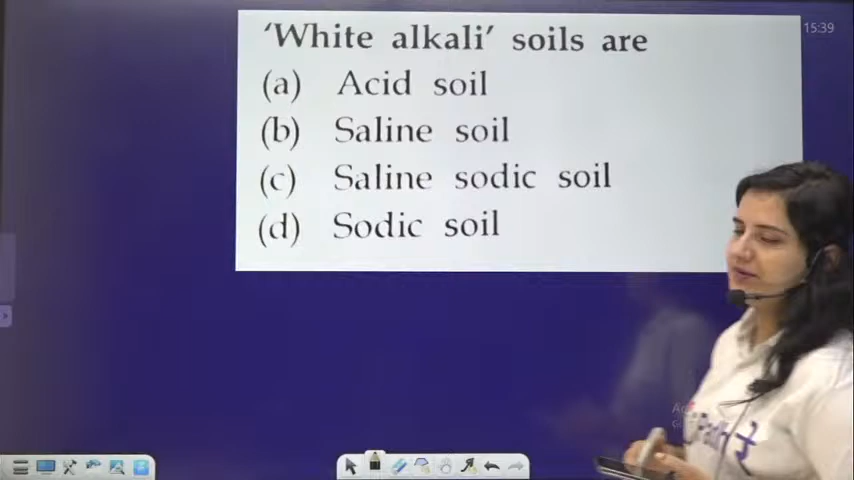 ‘White alkali’ soils are
15:39
(a) Acid soil
(b) Saline soil
(c) Saline sodic soil
(d) Sodic soil